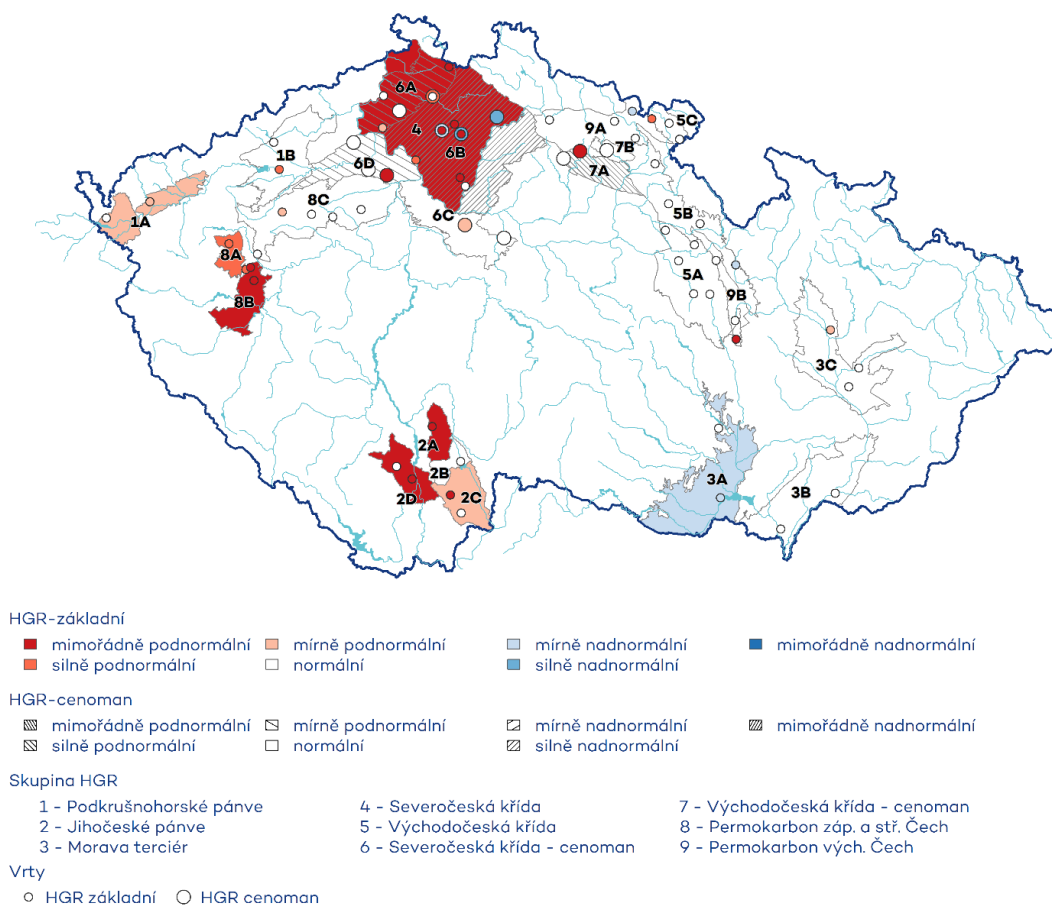 6A
4
6B
6D
1B
8C
6C
1A
8A
8B
9A
7B
5C
7A
5B
5A
9B
3C
2A
2B
2D
2C
3A
3B
HGR-základní
mimořádně podnormální mírně podnormální mírně nadnormální mimořádně nadnormální
silně podnormální normální silně nadnormální
HGR-cenoman
mimořádně podnormální mírně podnormální mírně nadnormální mimořádně nadnormální
silně podnormální normální silně nadnormální
Skupina HGR
1 - Podkrušnohorské pánve 4 - Severočeská křída 7 - Východočeská křída - cenoman
2 - Jihočeské pánve 5 - Východočeská křída 8 - Permokarbon záp. a stř. Čech
3 - Morava terciér 6 - Severočeská křída - cenoman 9 - Permokarbon vých. Čech
Vrty
HGR základní HGR cenoman